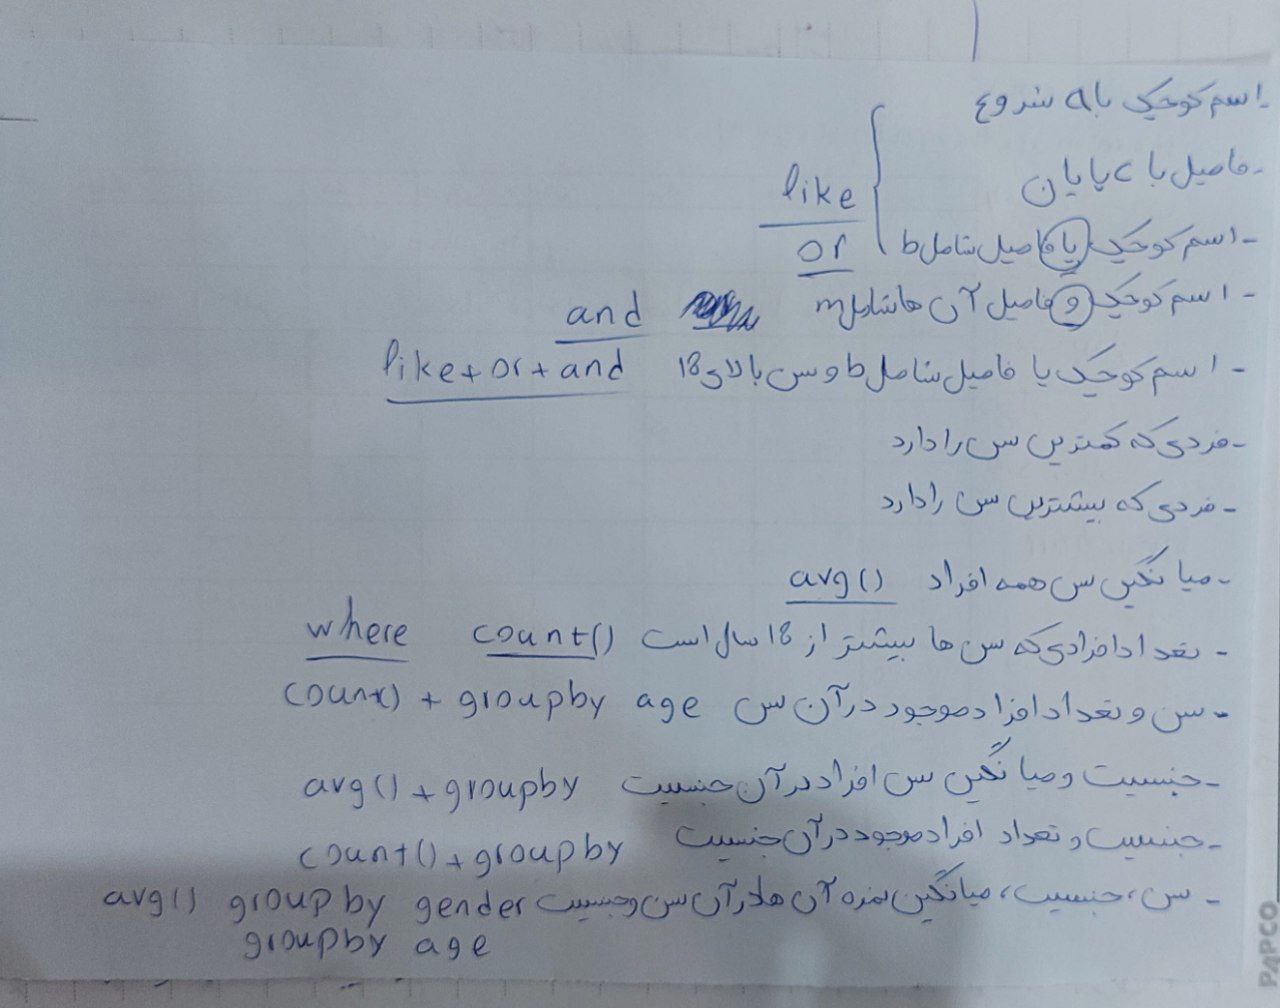 - اسم کوچک با a شروع
- فامیل با c پایان
like
- اسم کوچک یا فامیل شامل b
or
- اسم کوچک و فامیل آن ها شامل m and
- اسم کوچک یا فامیل شامل b و سن بالای 18 like + or + and
- فردی که کمترین سن را دارد
- فردی که بیشترین سن را دارد
- میانگین سن همه افراد avg()
- تعداد افرادی که سن ها بیشتر از 18 سال است count() where
- سن و تعداد افراد موجود در آن سن count() + groupby age
- جنسیت و میانگین سن افراد در آن جنسیت avg() + groupby
- جنسیت و تعداد افراد موجود در آن جنسیت count() + groupby
- سن، جنسیت، میانگین نمره آن ها در آن سن و جنسیت avg() group by gender
groupby age
PAPCO